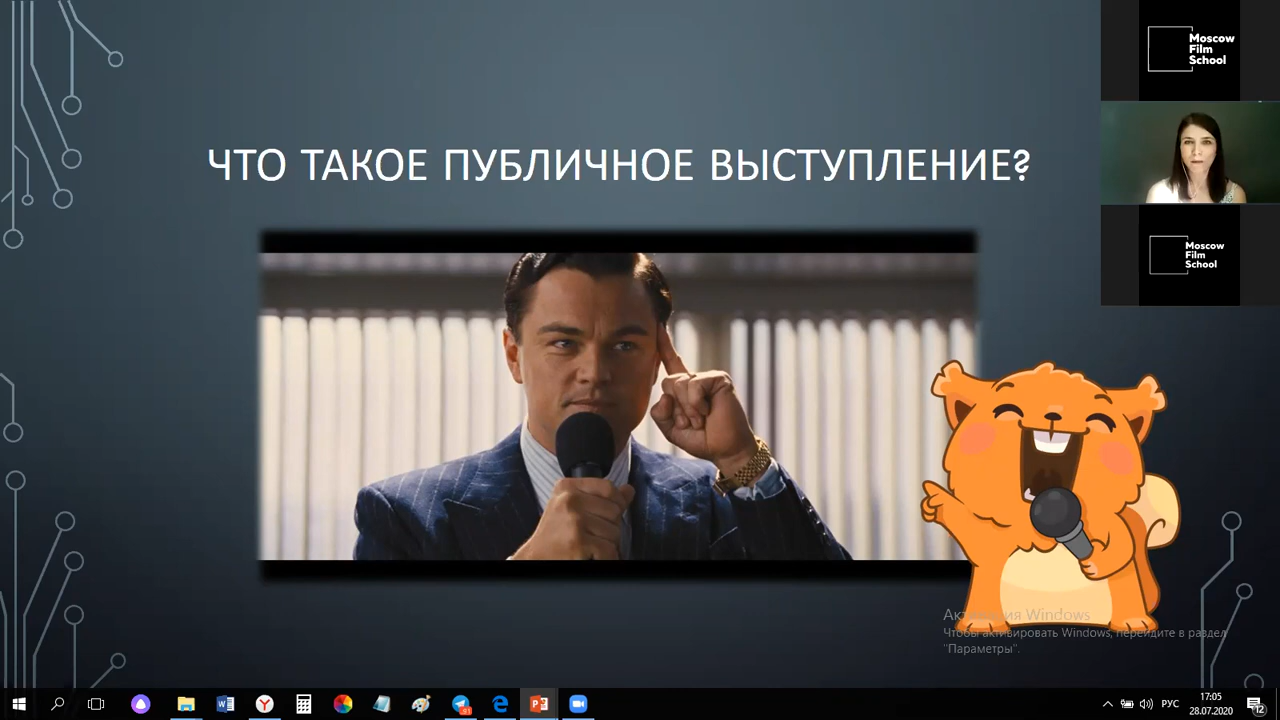 ЧТО ТАКОЕ ПУБЛИЧНОЕ ВЫСТУПЛЕНИЕ?
Moscow
Film
School
Moscow
Film
School
Активация Windows
Чтобы активировать Windows, перейдите в раздел
"Параметры".
РУС
17:05
28.07.2020
12